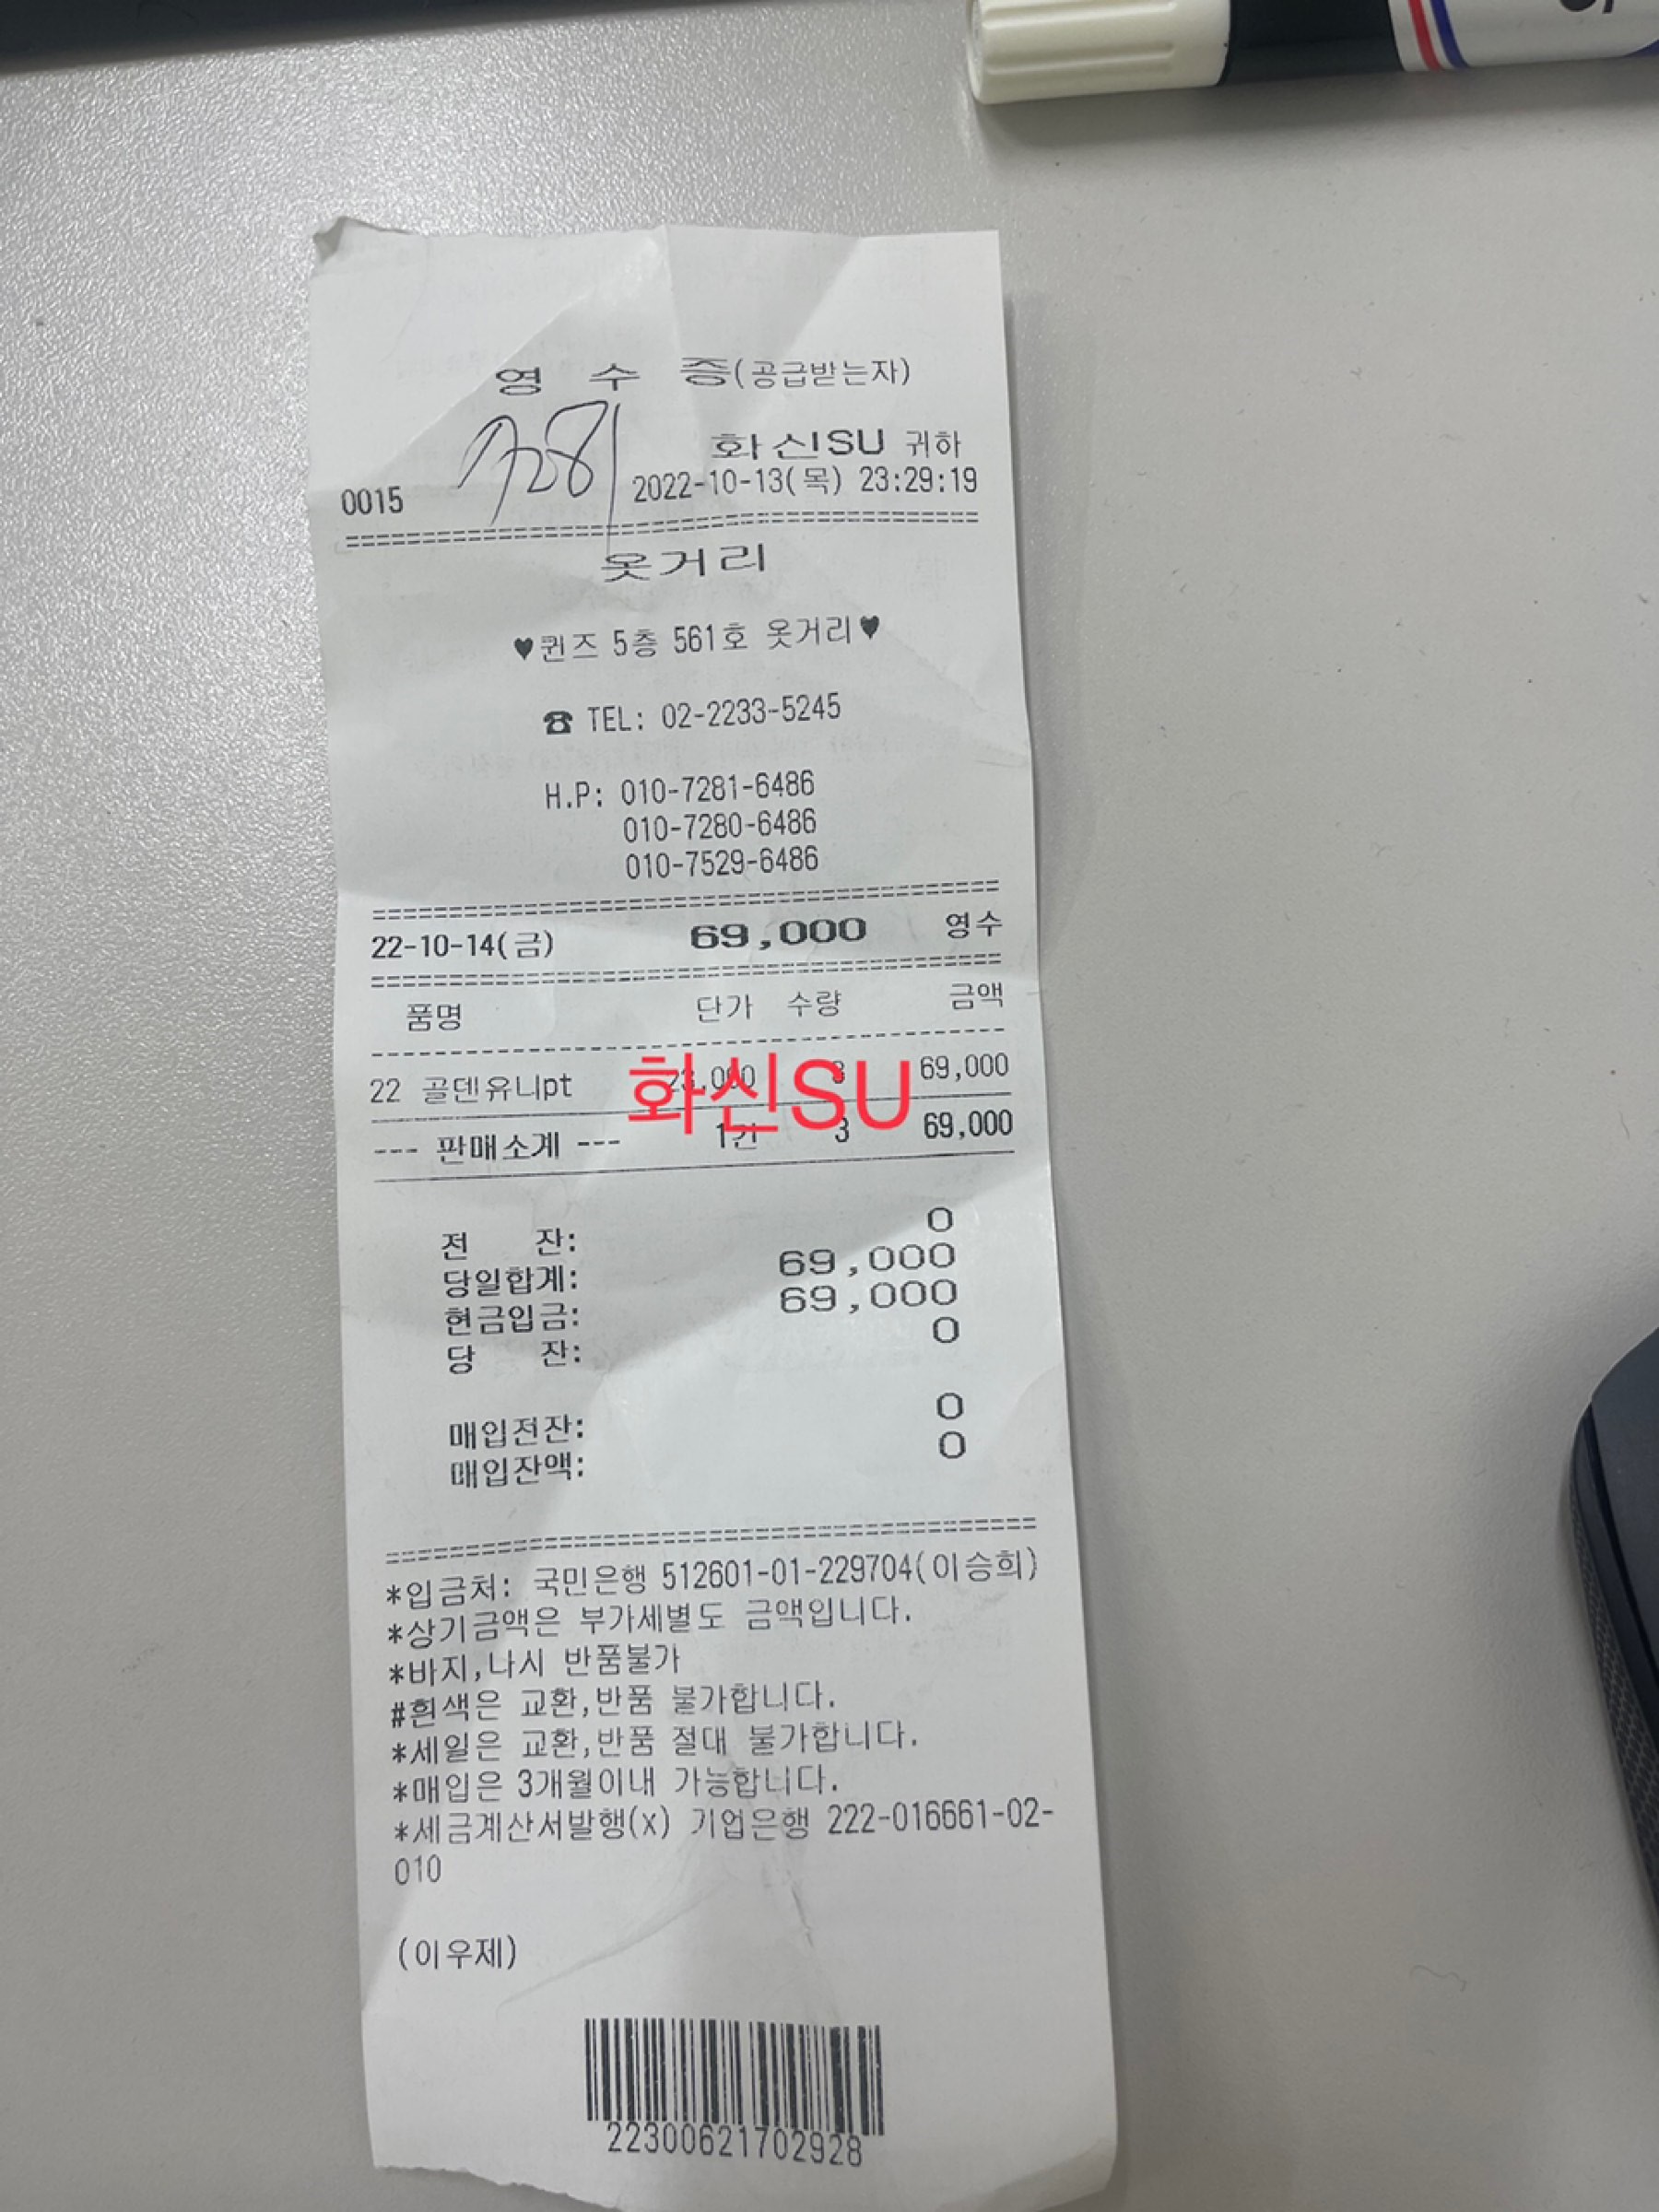 영 수 증(공급받는자)
화신SU 귀하
0015 2022-10-13(목) 23:29:19
옷거리
♥퀸즈 5층 561호 옷거리♥
☎ TEL: 02-2233-5245
H.P: 010-7281-6486
010-7280-6486
010-7529-6486
22-10-14(금) 69,000 영수
품명 단가 수량 금액
22 골덴유니pt 23,000 3 69,000
화신SU
--- 판매소계 --- 1건 3 69,000
전 잔: 0
당일합계: 69,000
현금입금: 69,000
당 잔: 0
매입전잔: 0
매입잔액: 0
*입금처: 국민은행 512601-01-229704(이승희)
*상기금액은 부가세별도 금액입니다.
*바지,나시 반품불가
#흰색은 교환,반품 불가합니다.
*세일은 교환,반품 절대 불가합니다.
*매입은 3개월이내 가능합니다.
*세금계산서발행(x) 기업은행 222-016661-02-
010
(이우제)
22300621702928